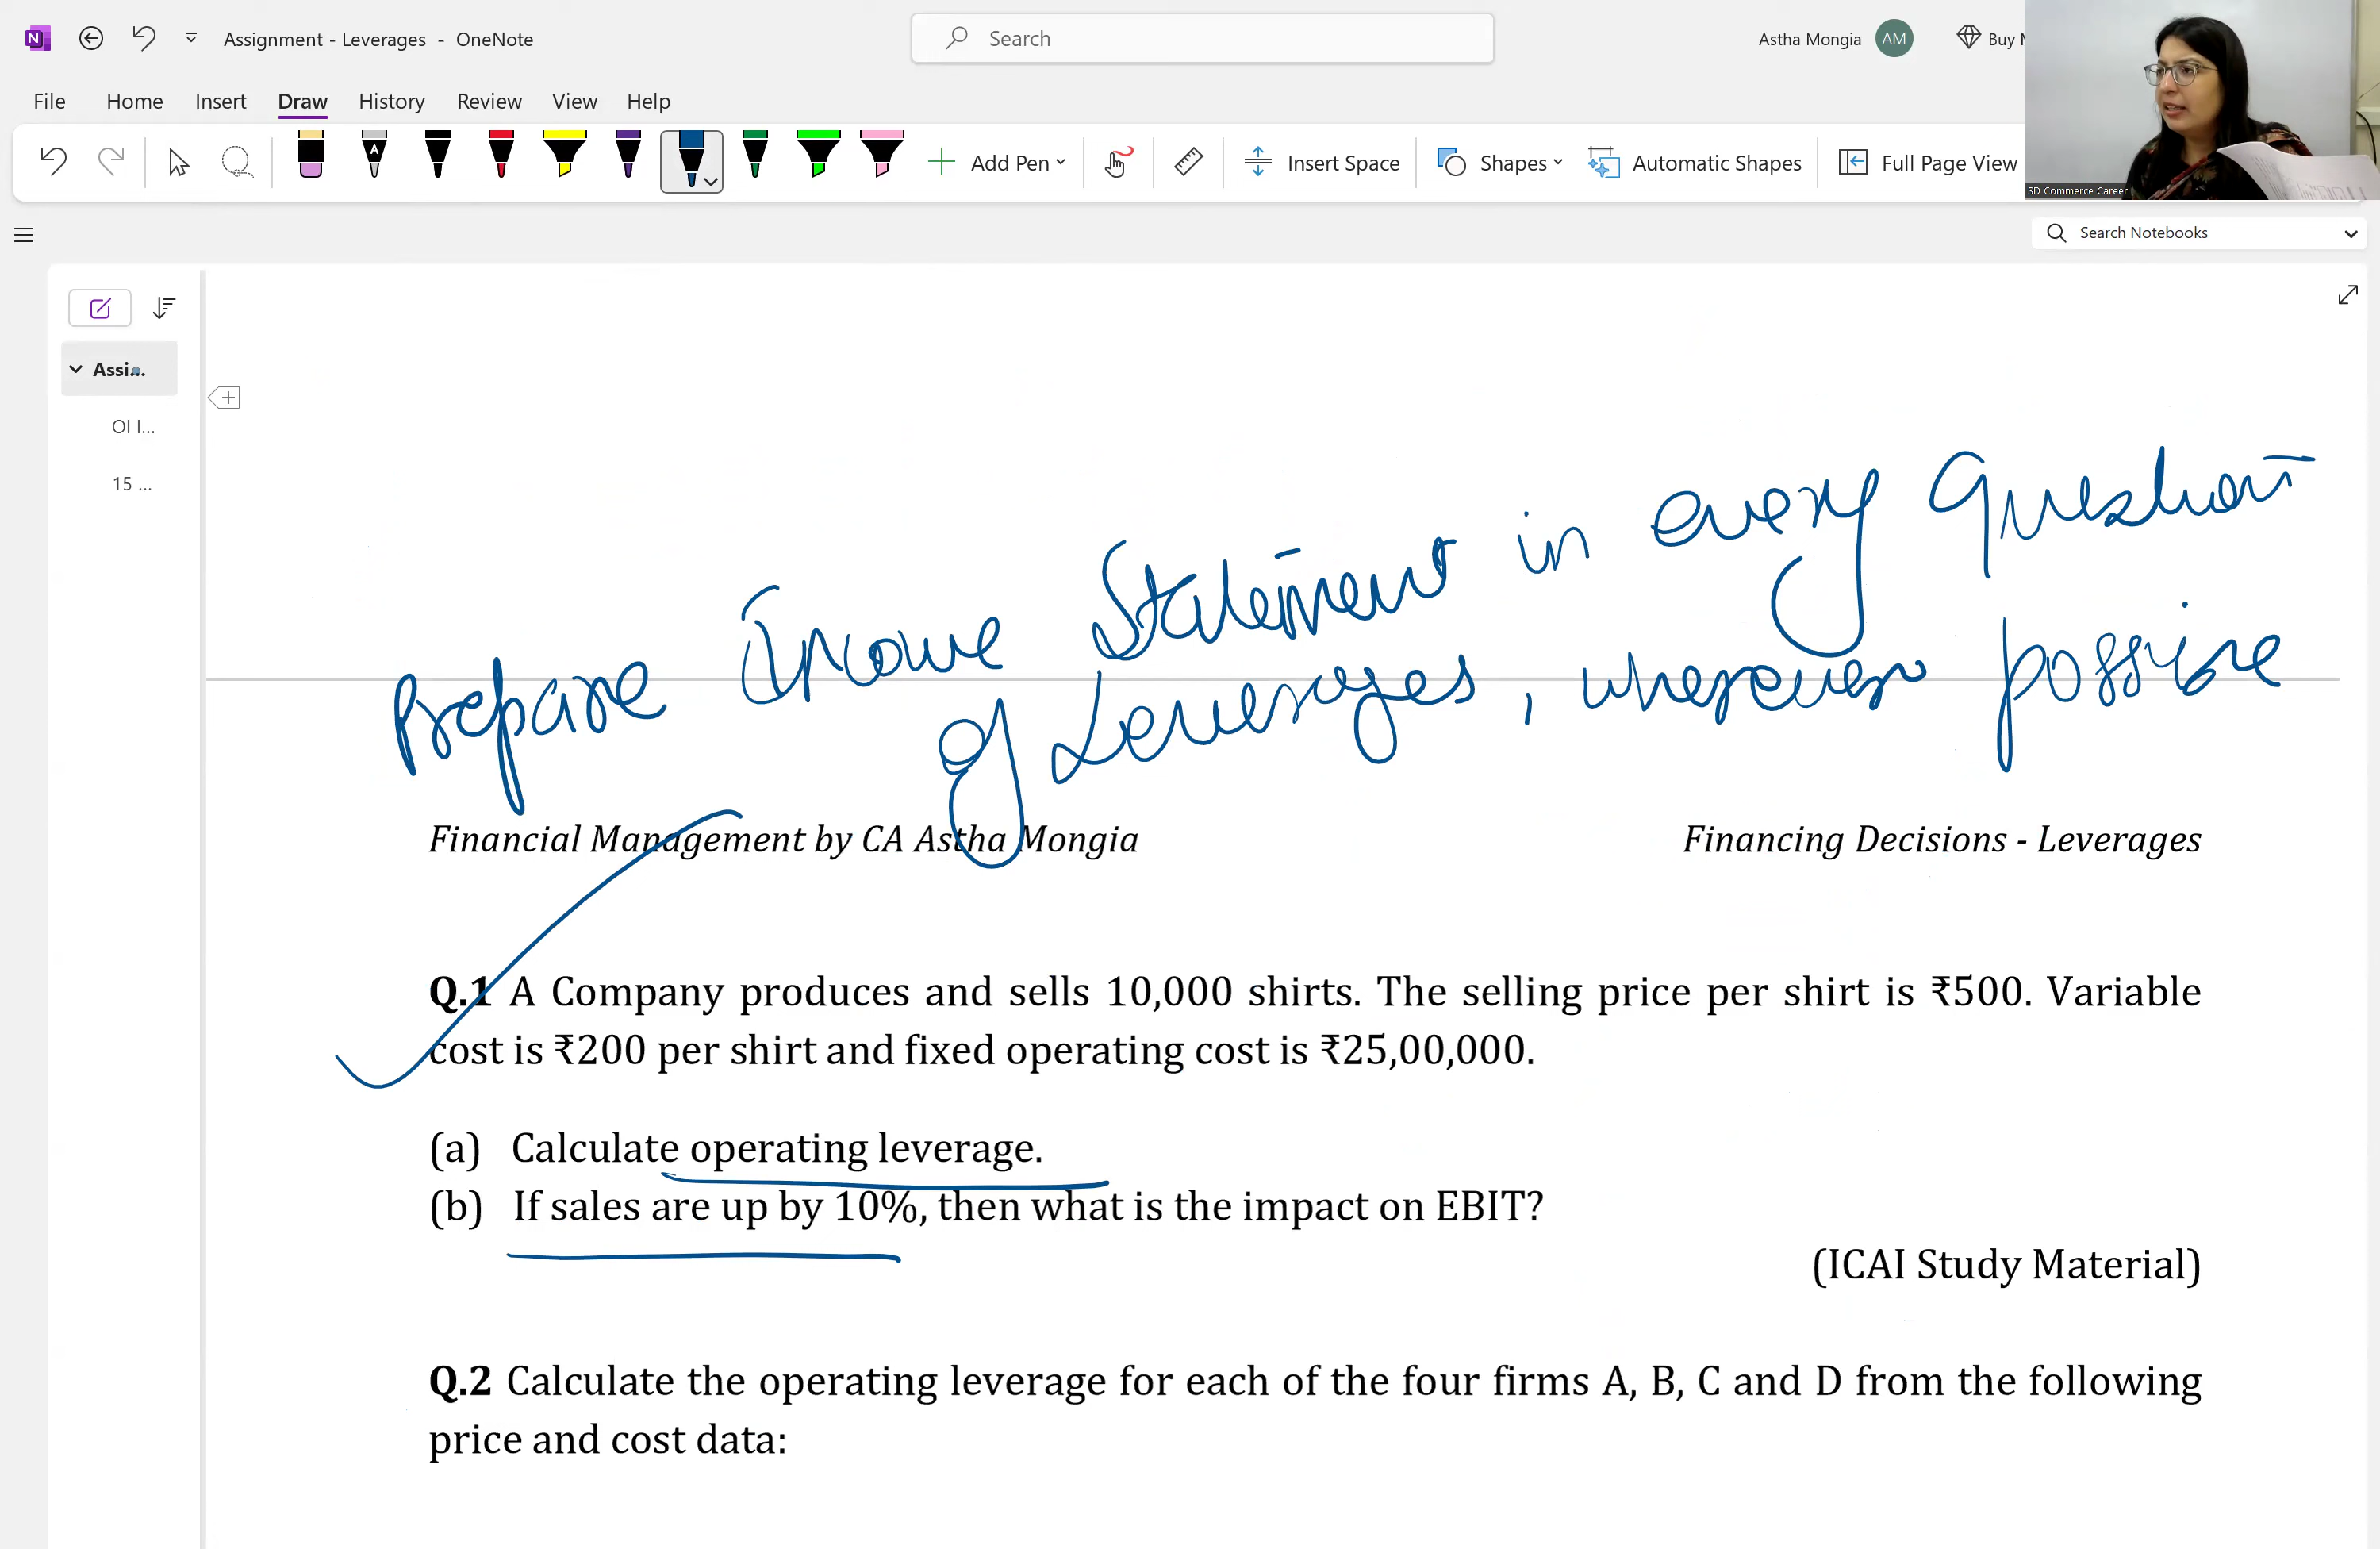 Assignment - Leverages - OneNote
Search
Astha Mongia
AM
Buy
SD Commerce Career
File Home Insert Draw History Review View Help
Add Pen
Insert Space
Shapes
Automatic Shapes
Full Page View
Search Notebooks
Assi...
OI I...
15 ...
Prepare Income Statement in every Question
of Leverages, wherever possible
Financial Management by CA Astha Mongia
Financing Decisions - Leverages
Q.1 A Company produces and sells 10,000 shirts. The selling price per shirt is ₹500. Variable
cost is ₹200 per shirt and fixed operating cost is ₹25,00,000.
(a) Calculate operating leverage.
(b) If sales are up by 10%, then what is the impact on EBIT?
(ICAI Study Material)
Q.2 Calculate the operating leverage for each of the four firms A, B, C and D from the following
price and cost data: